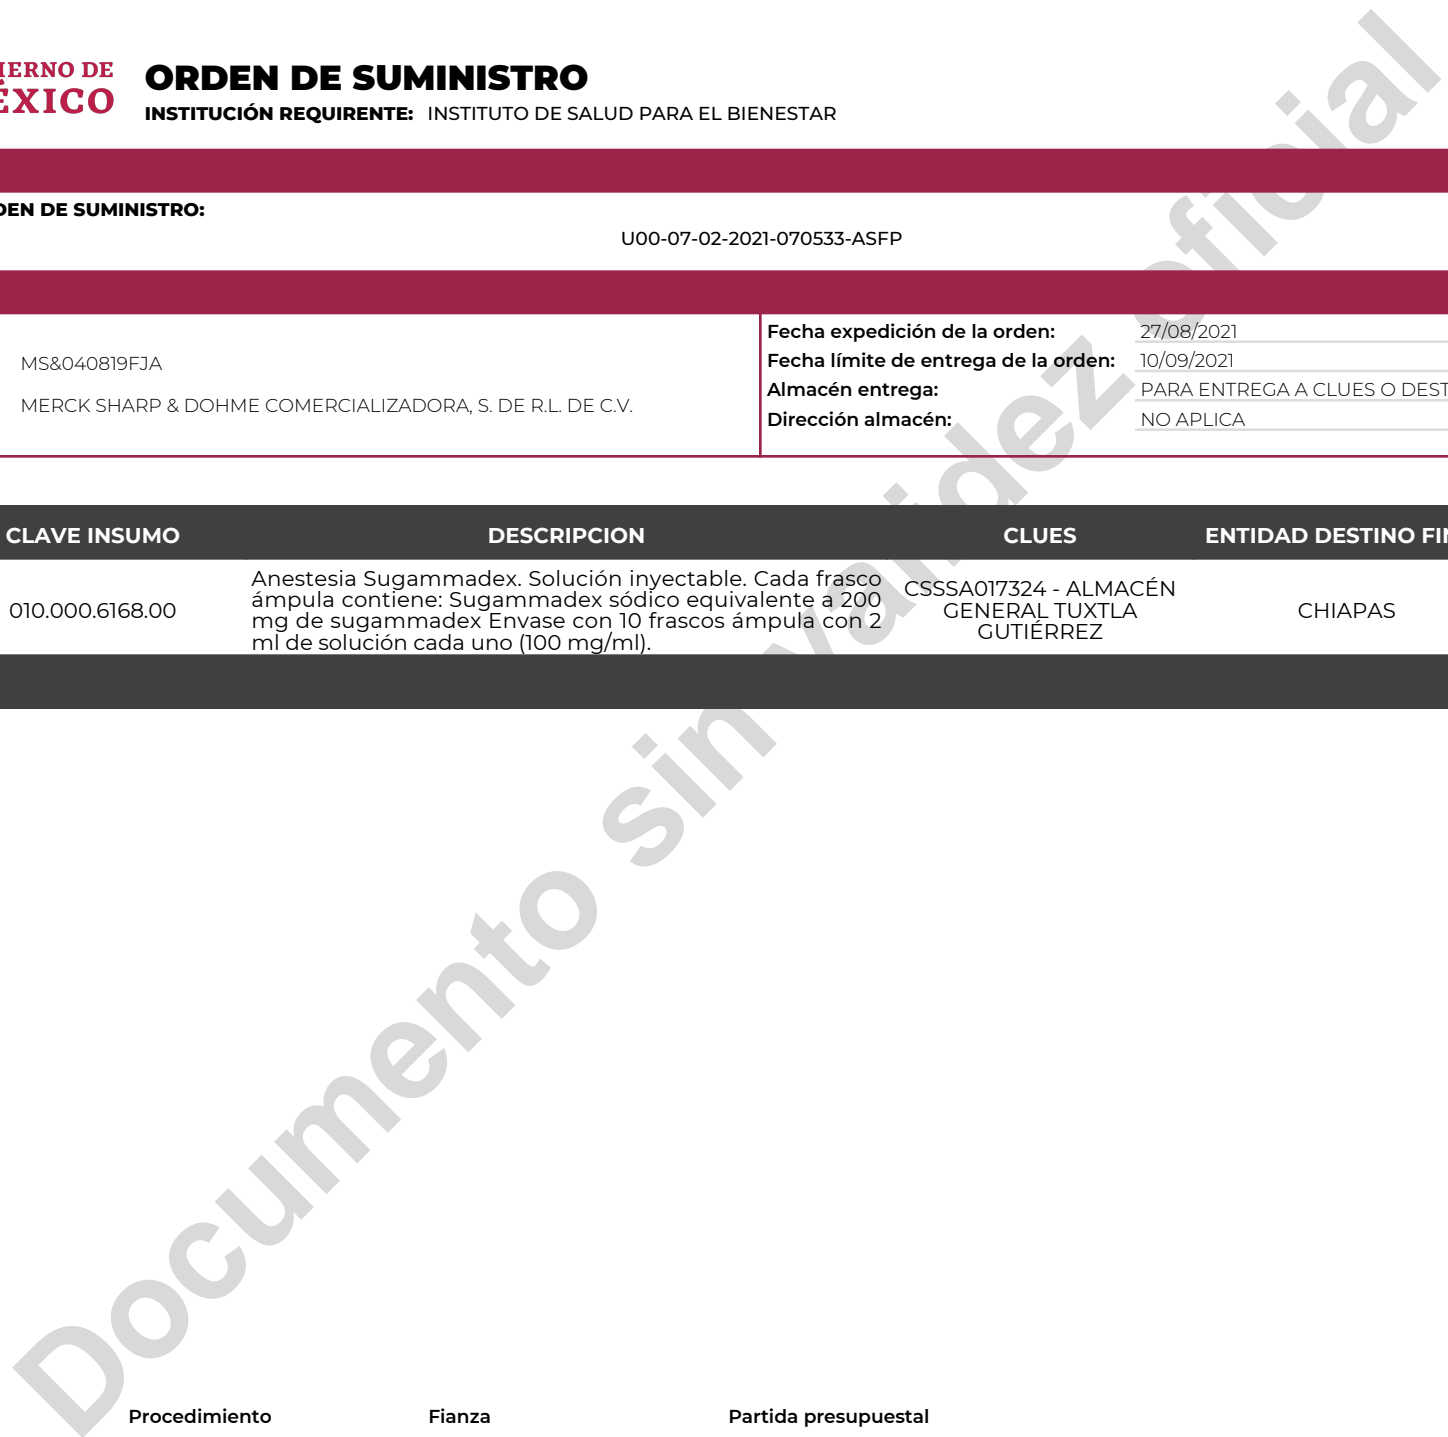 IERNO DE
ÉXICO
ORDEN DE SUMINISTRO
INSTITUCIÓN REQUIRENTE: INSTITUTO DE SALUD PARA EL BIENESTAR
DEN DE SUMINISTRO:
U00-07-02-2021-070533-ASFP
MS&040819FJA
MERCK SHARP & DOHME COMERCIALIZADORA, S. DE R.L. DE C.V.
Fecha expedición de la orden: 27/08/2021
Fecha límite de entrega de la orden: 10/09/2021
Almacén entrega: PARA ENTREGA A CLUES O DEST
Dirección almacén: NO APLICA
CLAVE INSUMO DESCRIPCION CLUES ENTIDAD DESTINO FIN
010.000.6168.00
Anestesia Sugammadex. Solución inyectable. Cada frasco
ámpula contiene: Sugammadex sódico equivalente a 200
mg de sugammadex Envase con 10 frascos ámpula con 2
ml de solución cada uno (100 mg/ml).
CSSSA017324 - ALMACÉN
GENERAL TUXTLA
GUTIÉRREZ
CHIAPAS
Documento sin validez oficial
Procedimiento Fianza Partida presupuestal